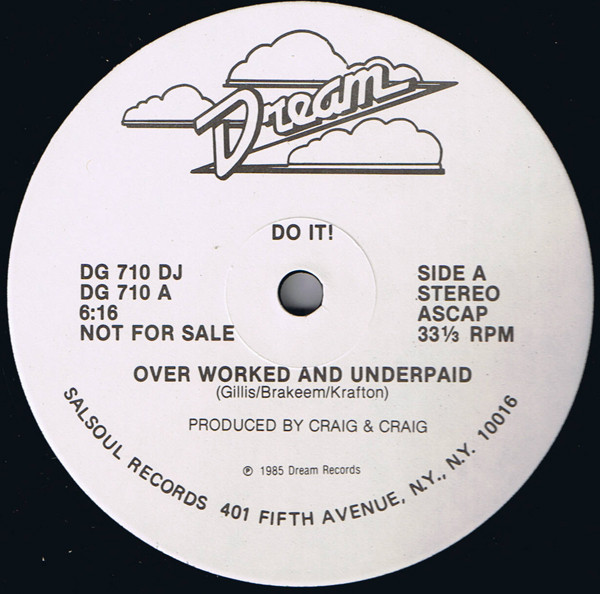 Dream
DO IT!
DG 710 DJ
DG 710 A
6:16
NOT FOR SALE
SIDE A
STEREO
ASCAP
33⅓ RPM
OVER WORKED AND UNDERPAID
(Gillis/Brakeem/Krafton)
PRODUCED BY CRAIG & CRAIG
℗ 1985 Dream Records
SALSOUL RECORDS 401 FIFTH AVENUE, N.Y., N.Y. 10016